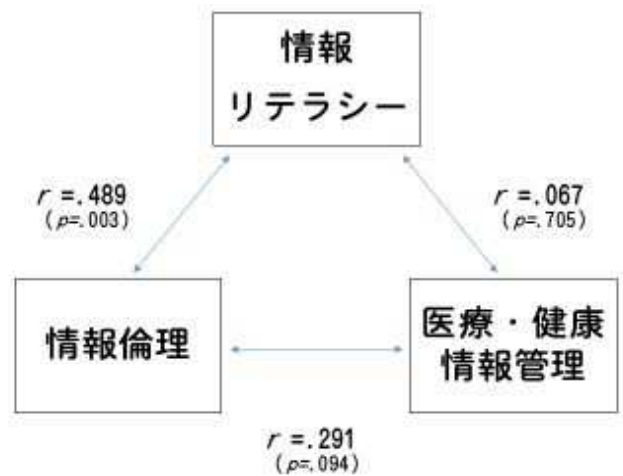 情報
リテラシー
r =.489
(p=.003)
r =.067
(p=.705)
情報倫理
医療・健康
情報管理
r =.291
(p=.094)